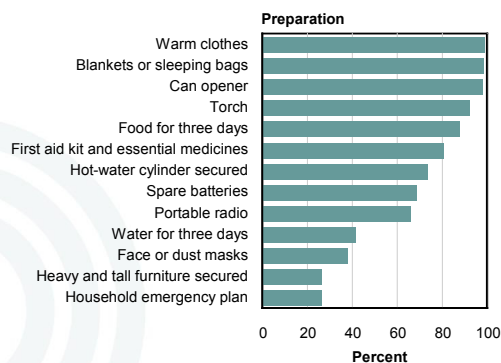 Preparation
Warm clothes
Blankets or sleeping bags
Can opener
Torch
Food for three days
First aid kit and essential medicines
Hot-water cylinder secured
Spare batteries
Portable radio
Water for three days
Face or dust masks
Heavy and tall furniture secured
Household emergency plan
0 20 40 60 80 100
Percent